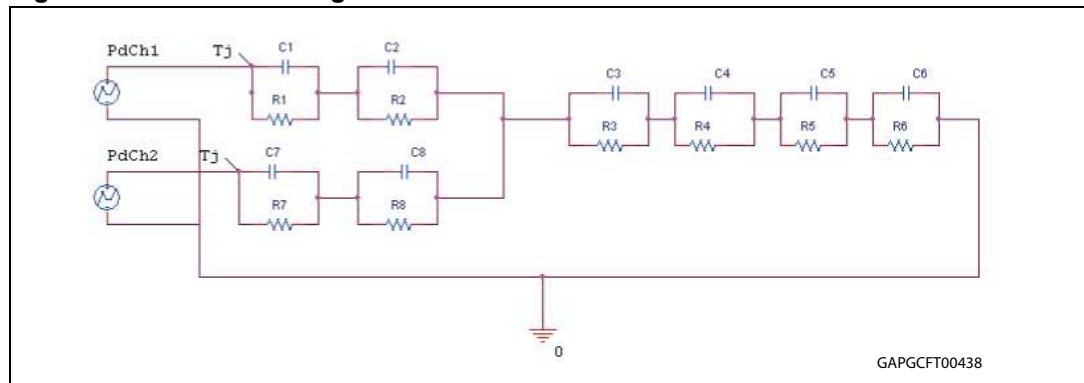 PdCh1
Tj
C1
C2
R1
R2
C3
C4
C5
C6
R3
R4
R5
R6
PdCh2
Tj
C7
C8
R7
R8
0
GAPGCFT00438